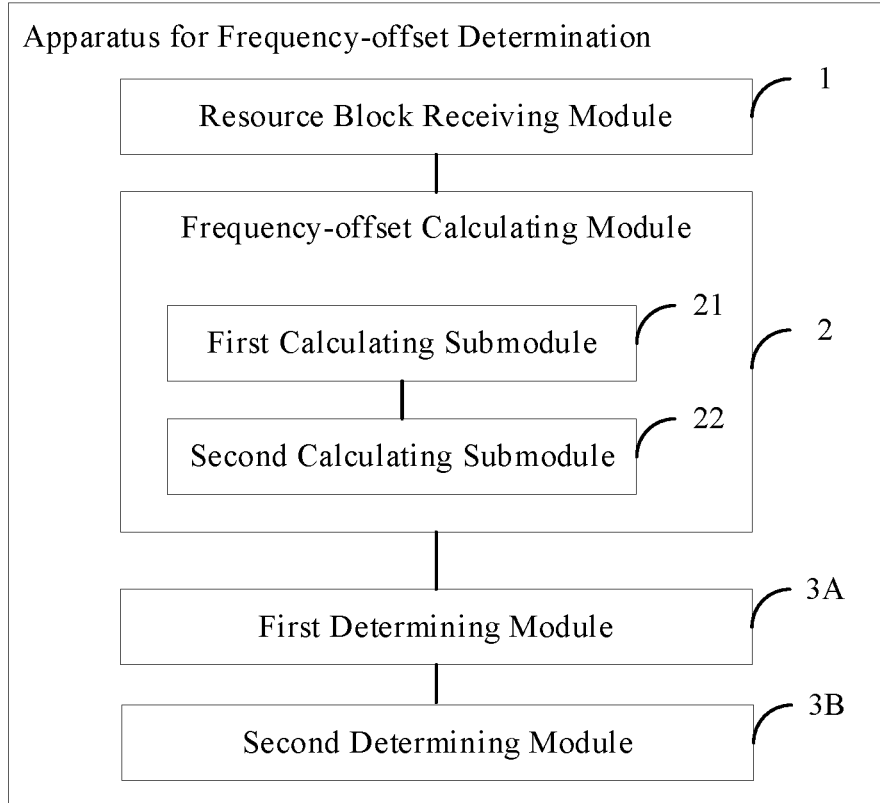 Apparatus for Frequency-offset Determination
1
Resource Block Receiving Module
Frequency-offset Calculating Module
21
First Calculating Submodule
2
22
Second Calculating Submodule
3A
First Determining Module
3B
Second Determining Module